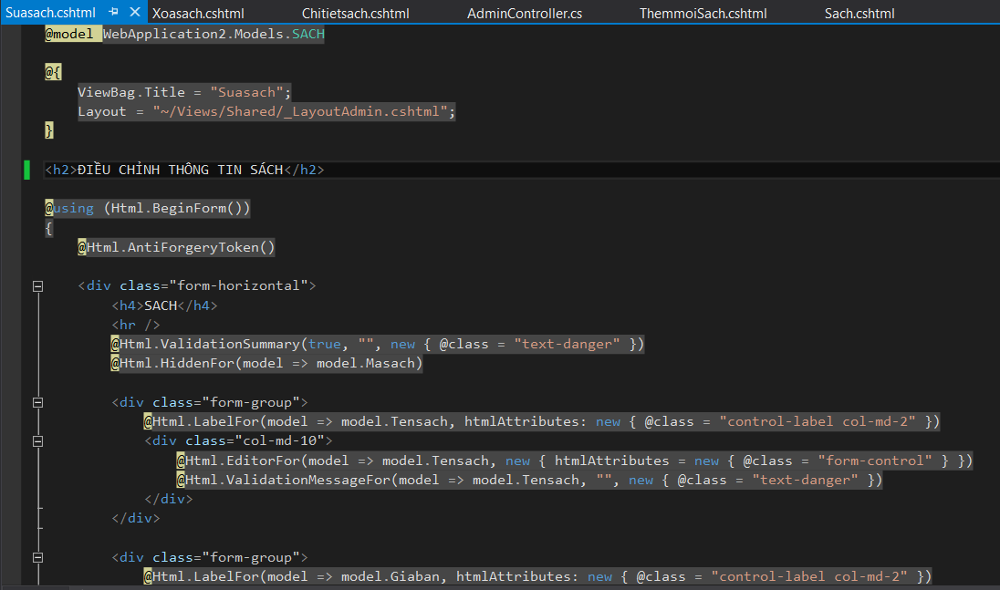 Suasach.cshtml Xoasach.cshtml Chitietsach.cshtml AdminController.cs ThemmoiSach.cshtml Sach.cshtml
@model WebApplication2.Models.SACH
@{
ViewBag.Title = "Suasach";
Layout = "~/Views/Shared/_LayoutAdmin.cshtml";
}
<h2>ĐIỀU CHỈNH THÔNG TIN SÁCH</h2>
@using (Html.BeginForm())
{
@Html.AntiForgeryToken()
<div class="form-horizontal">
<h4>SACH</h4>
<hr />
@Html.ValidationSummary(true, "", new { @class = "text-danger" })
@Html.HiddenFor(model => model.Masach)
<div class="form-group">
@Html.LabelFor(model => model.Tensach, htmlAttributes: new { @class = "control-label col-md-2" })
<div class="col-md-10">
@Html.EditorFor(model => model.Tensach, new { htmlAttributes = new { @class = "form-control" } })
@Html.ValidationMessageFor(model => model.Tensach, "", new { @class = "text-danger" })
</div>
</div>
<div class="form-group">
@Html.LabelFor(model => model.Giaban, htmlAttributes: new { @class = "control-label col-md-2" })